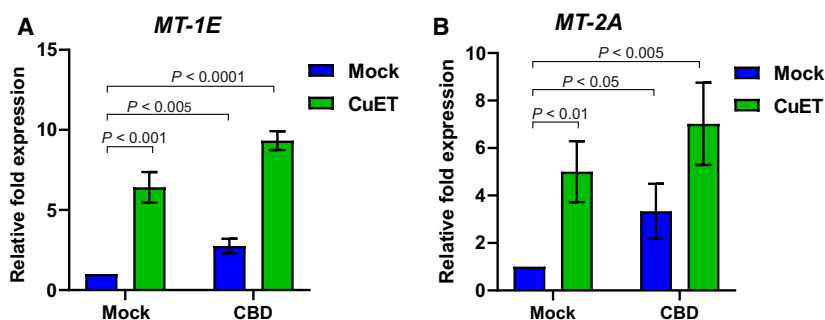 A
MT-1E
Relative fold expression
15
10
5
0
P < 0.0001
P < 0.005
P < 0.001
Mock
CBD
Mock
CuET
B
MT-2A
Relative fold expression
10
8
6
4
2
0
P < 0.005
P < 0.05
P < 0.01
Mock
CBD
Mock
CuET